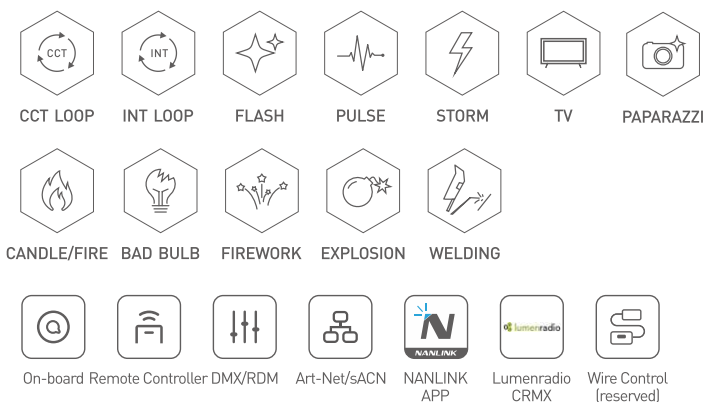 CCT INT
CCT LOOP INT LOOP FLASH PULSE STORM TV PAPARAZZI
CANDLE/FIRE BAD BULB FIREWORK EXPLOSION WELDING
N lumenradio
NANLINK
On-board Remote Controller DMX/RDM Art-Net/sACN NANLINK Lumenradio Wire Control
APP CRMX (reserved)